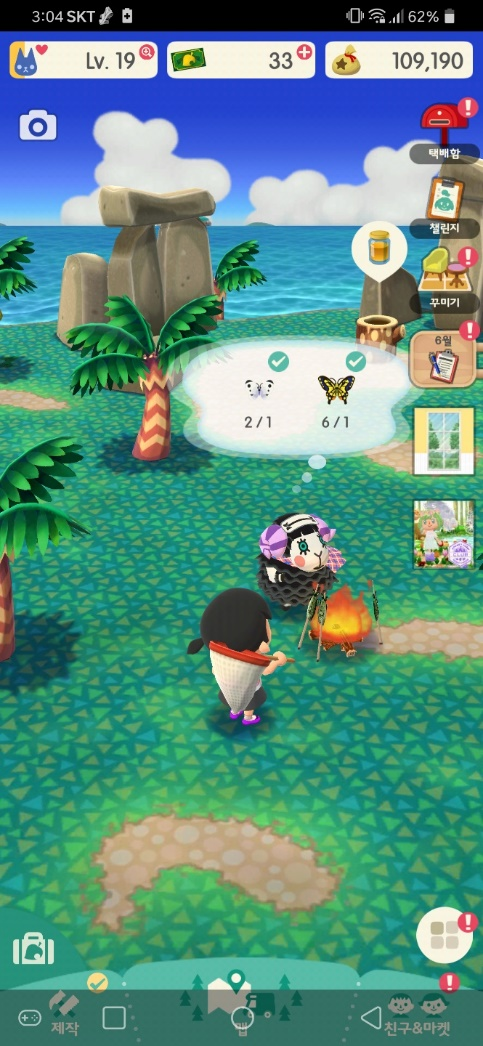 3:04 SKT 62%
Lv. 19
33
109,190
택배함
챌린지
꾸미기
6월
2/1 6/1
제작
맵
친구&마켓